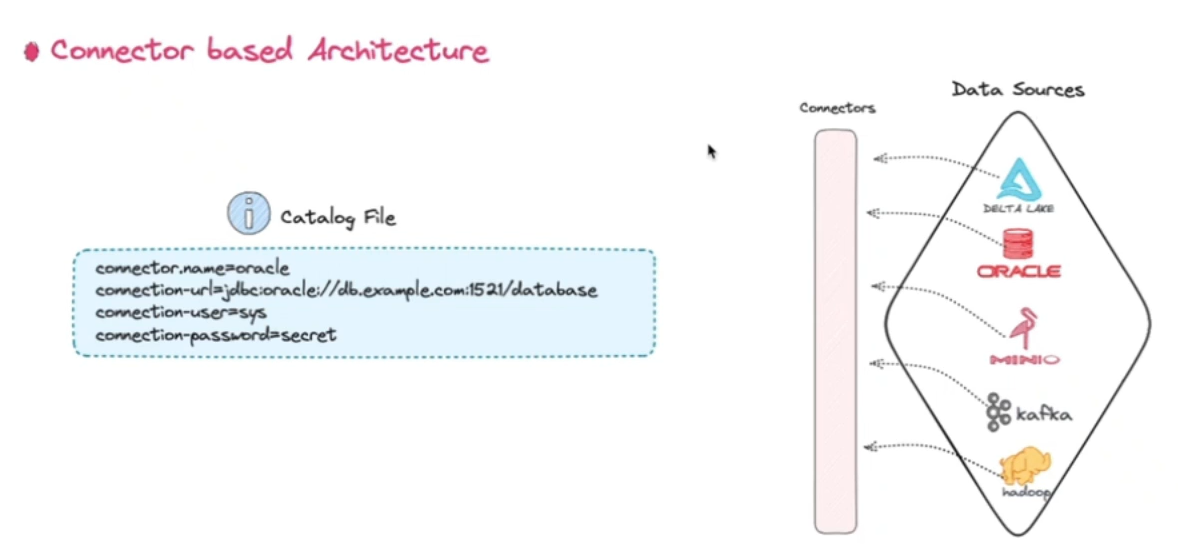 Connector based Architecture
Data Sources
Connectors
Catalog File
connector.name=oracle
connection-url=jdbc:oracle://db.example.com:1521/database
connection-user=sys
connection-password=secret
DELTA LAKE
ORACLE
MINIO
kafka
hadoop